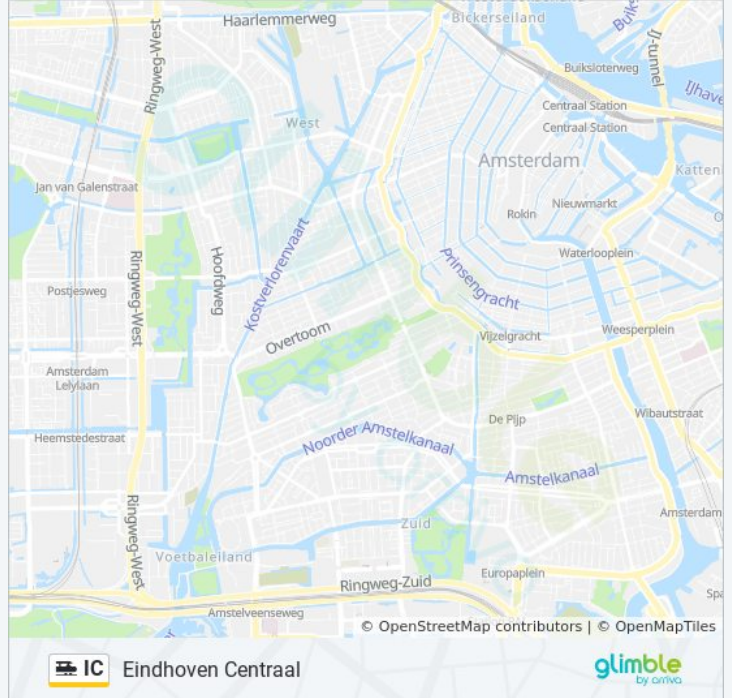 Haarlemmerweg
Bickerseiland
Ringweg-West
IJ-tunnel
Buiksloterweg
Centraal Station
Centraal Station
West
Amsterdam
Jan van Galenstraat
Nieuwmarkt
Rokin
Kostverlorenvaart
Hoofdweg
Waterlooplein
Prinsengracht
Postjesweg
Ringweg-West
Overtoom
Vijzelgracht
Weesperplein
Amsterdam
Lelylaan
De Pijp
Wibautstraat
Heemstedestraat
Noorder Amstelkanaal
Amstelkanaal
Ringweg-West
Amsterdam
Zuid
Voetbaleiland
Europaplein
Ringweg-Zuid
Amstelveenseweg
© OpenStreetMap contributors | © OpenMapTiles
IC Eindhoven Centraal
glimble
by arriva